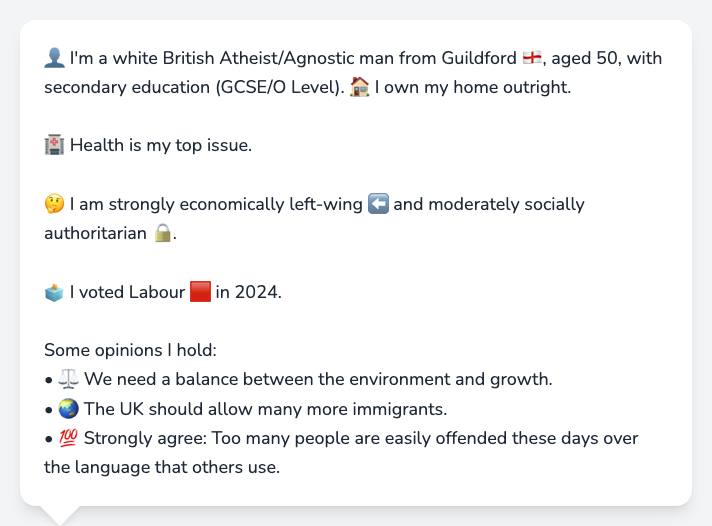 👤 I'm a white British Atheist/Agnostic man from Guildford 🏴󠁧󠁢󠁥󠁮󠁧󠁿, aged 50, with
secondary education (GCSE/O Level). 🏠 I own my home outright.
🏥 Health is my top issue.
🤔 I am strongly economically left-wing ⬅️ and moderately socially
authoritarian 🔒.
🗳️ I voted Labour 🟥 in 2024.
Some opinions I hold:
• ⚖️ We need a balance between the environment and growth.
• 🌏 The UK should allow many more immigrants.
• 💯 Strongly agree: Too many people are easily offended these days over
the language that others use.